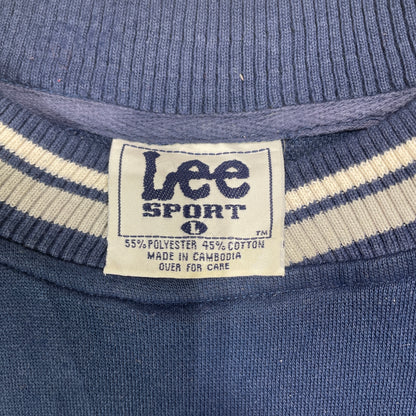 Lee
SPORT
L
TM
55% POLYESTER 45% COTTON
MADE IN CAMBODIA
OVER FOR CARE